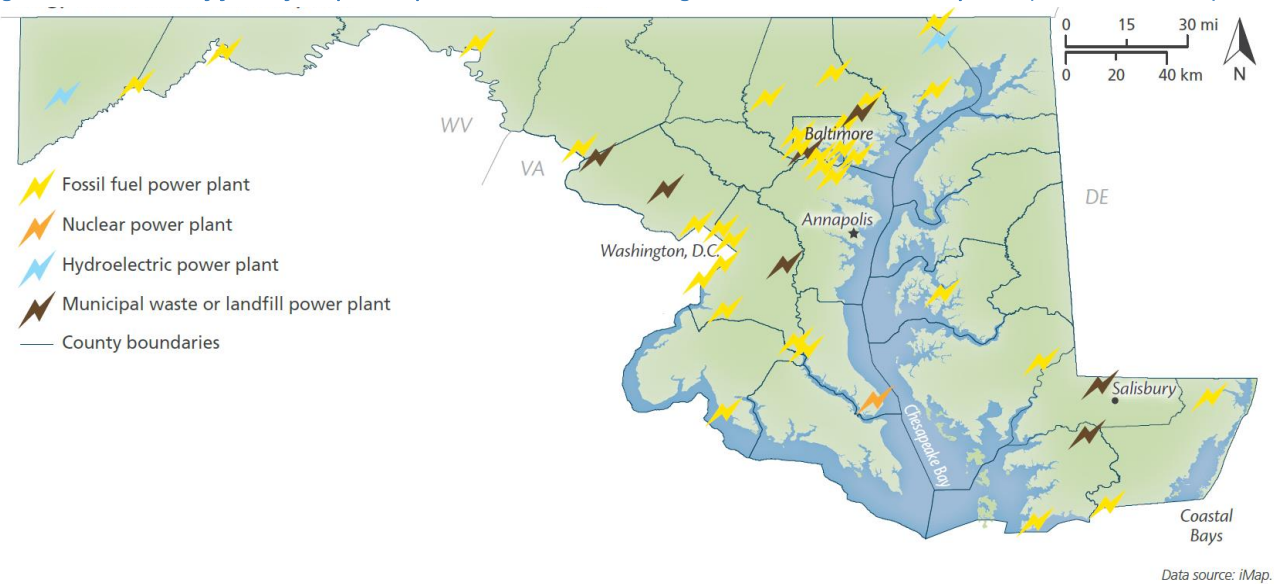 0 15 30 mi
0 20 40 km
N
WV
VA
DE
Baltimore
Annapolis
Washington, D.C.
Fossil fuel power plant
Nuclear power plant
Hydroelectric power plant
Municipal waste or landfill power plant
County boundaries
Chesapeake Bay
Salisbury
Coastal
Bays
Data source: iMap.